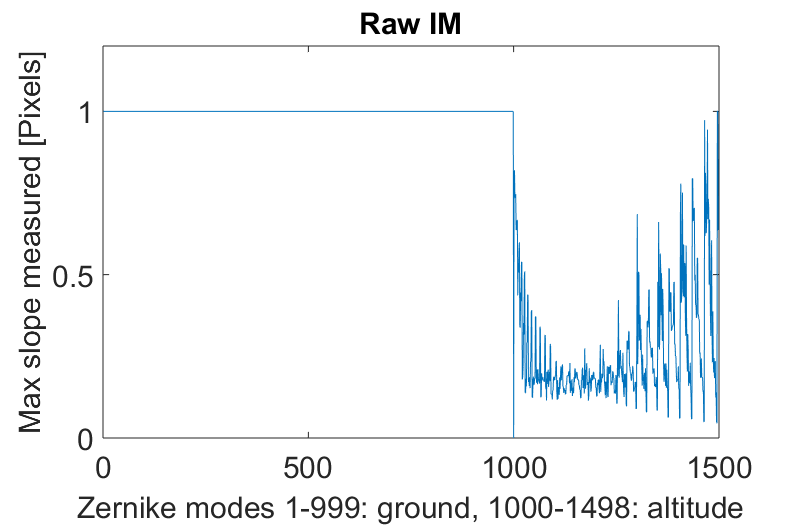 Raw IM
Max slope measured [Pixels]
1
0.5
0
0 500 1000 1500
Zernike modes 1-999: ground, 1000-1498: altitude